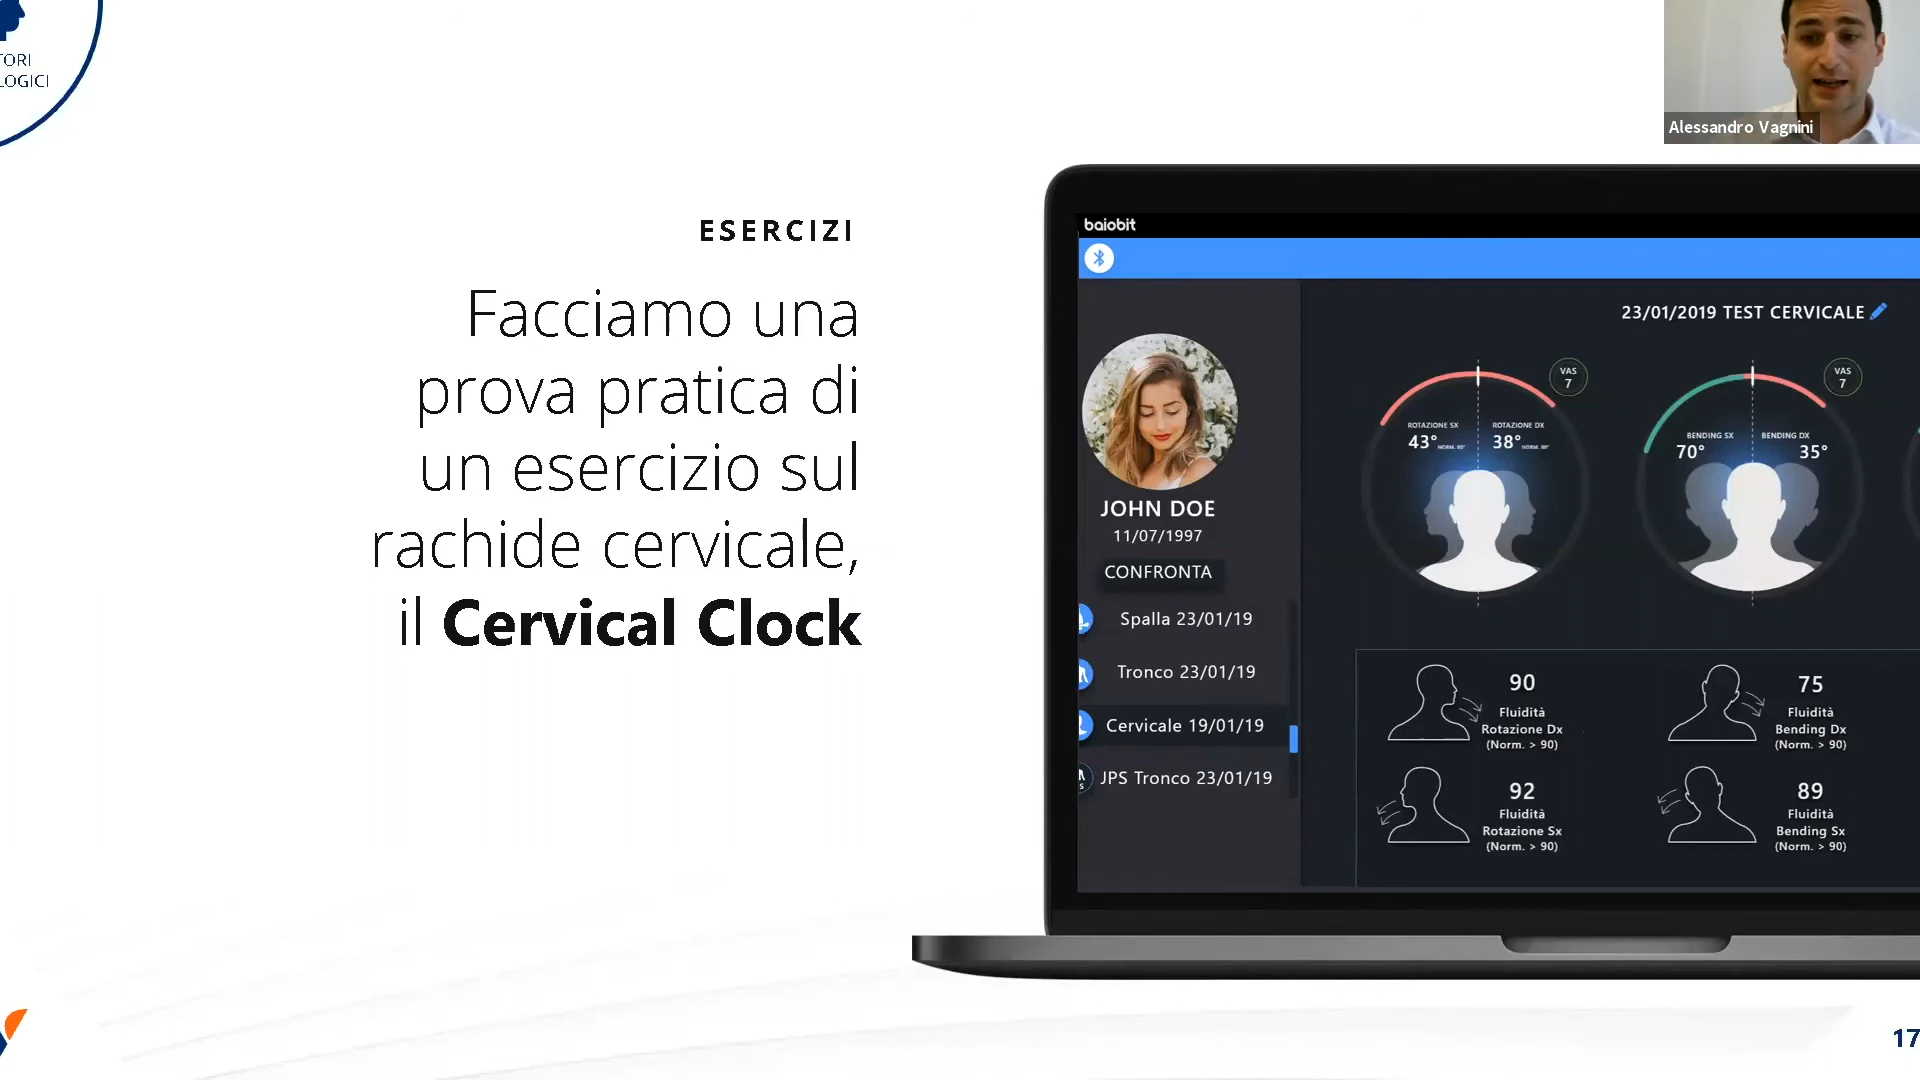 TORI
LOGICI
Alessandro Vagnini
ESERCIZI
Facciamo una
prova pratica di
un esercizio sul
rachide cervicale,
il Cervical Clock
baiobit
23/01/2019 TEST CERVICALE
JOHN DOE
11/07/1997
CONFRONTA
Spalla 23/01/19
Tronco 23/01/19
Cervicale 19/01/19
JPS Tronco 23/01/19
VAS
7
ROTAZIONE SX
43° NORM. 80°
ROTAZIONE DX
38° NORM. 80°
VAS
7
BENDING SX
70°
BENDING DX
35°
90
Fluidità
Rotazione Dx
(Norm. > 90)
75
Fluidità
Bending Dx
(Norm. > 90)
92
Fluidità
Rotazione Sx
(Norm. > 90)
89
Fluidità
Bending Sx
(Norm. > 90)
17